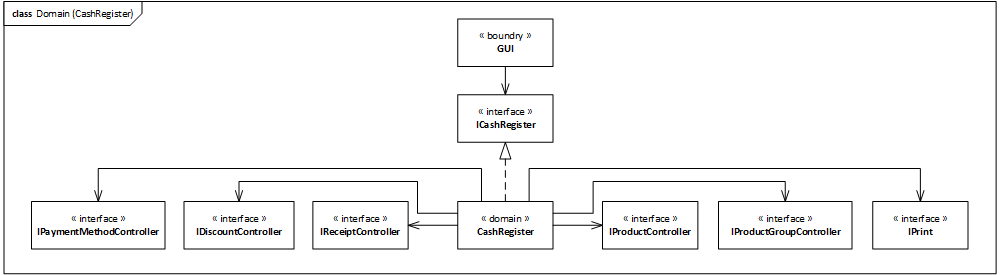 class Domain (CashRegister)
« boundry »
GUI
« interface »
ICashRegister
« interface »
IPaymentMethodController
« interface »
IDiscountController
« interface »
IReceiptController
« domain »
CashRegister
« interface »
IProductController
« interface »
IProductGroupController
« interface »
IPrint